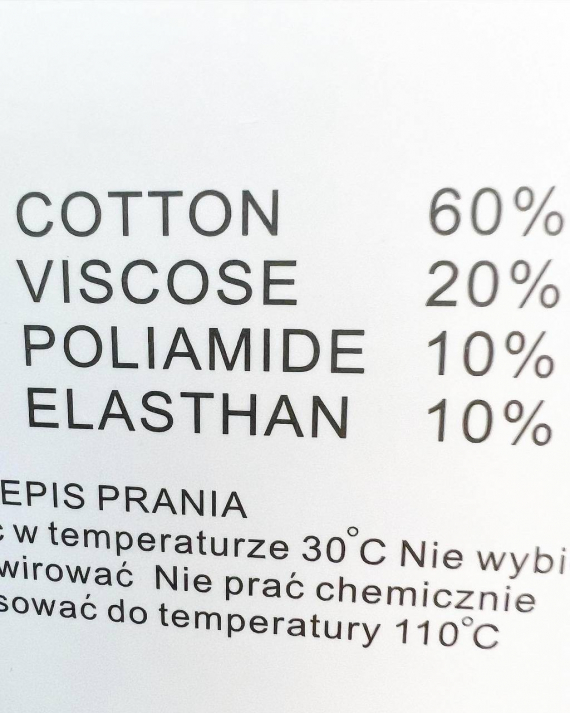 COTTON 60%
VISCOSE 20%
POLIAMIDE 10%
ELASTHAN 10%
EPIS PRANIA
ć w temperaturze 30°C Nie wybi
wirować Nie prać chemicznie
sować do temperatury 110°C